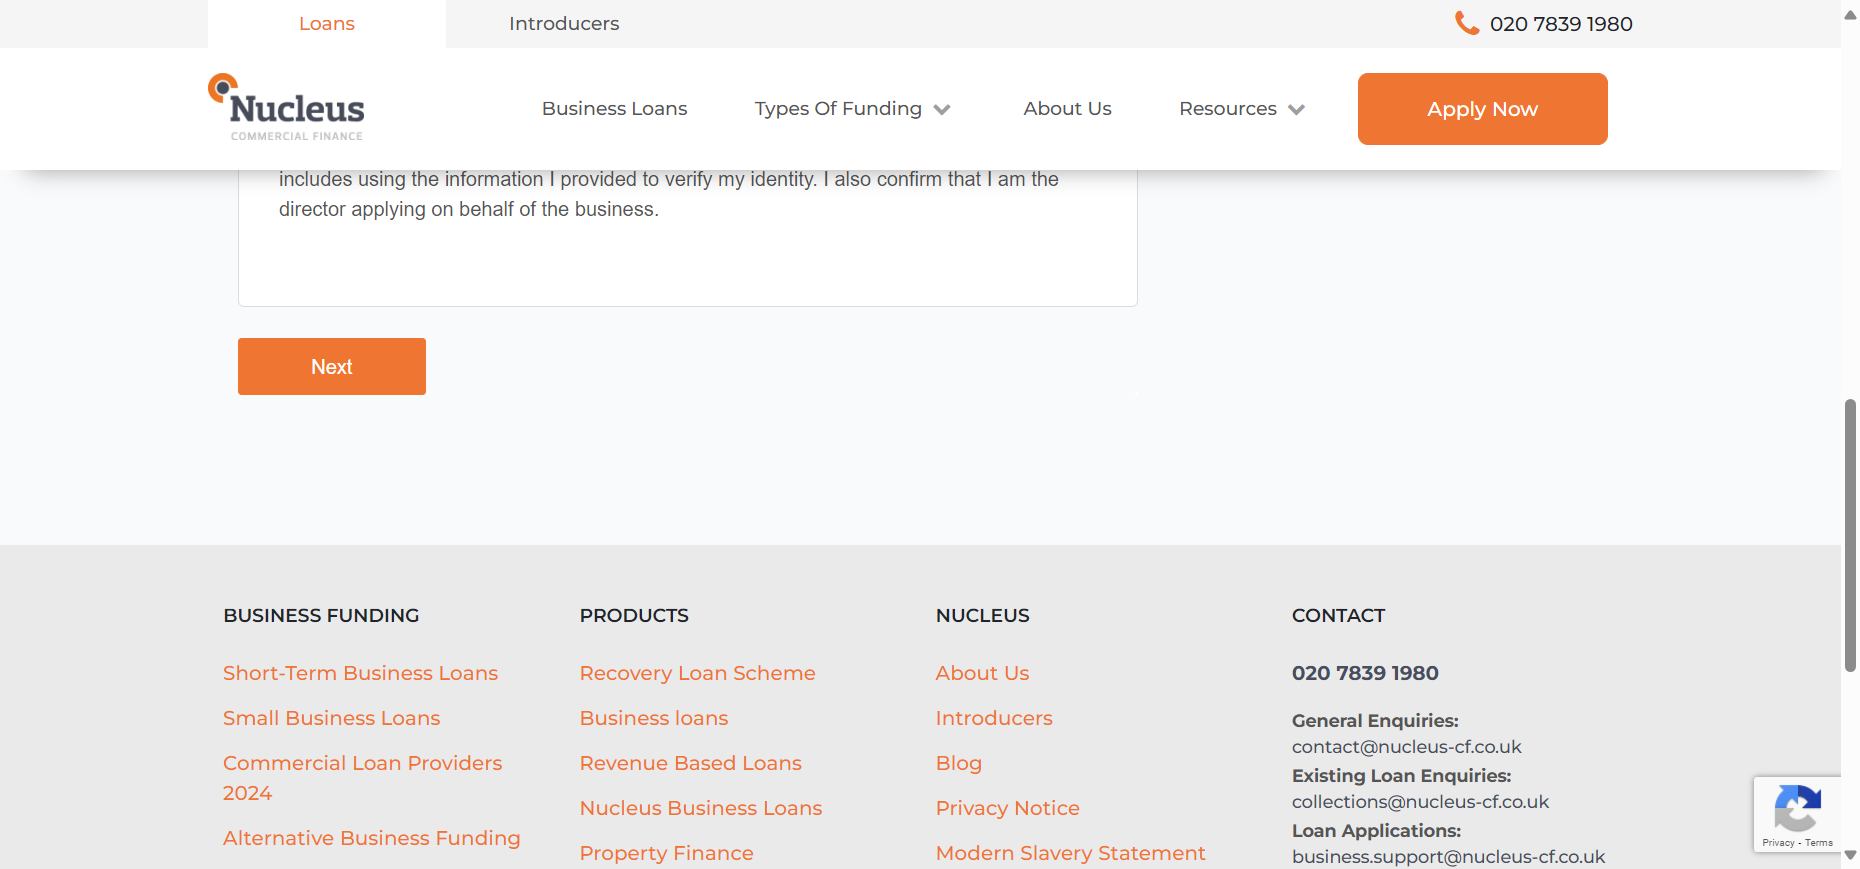 Loans
Introducers
020 7839 1980
Nucleus
COMMERCIAL FINANCE
Business Loans
Types Of Funding
About Us
Resources
Apply Now
includes using the information I provided to verify my identity. I also confirm that I am the
director applying on behalf of the business.
Next
BUSINESS FUNDING
Short-Term Business Loans
Small Business Loans
Commercial Loan Providers
2024
Alternative Business Funding
PRODUCTS
Recovery Loan Scheme
Business loans
Revenue Based Loans
Nucleus Business Loans
Property Finance
NUCLEUS
About Us
Introducers
Blog
Privacy Notice
Modern Slavery Statement
CONTACT
020 7839 1980
General Enquiries:
contact@nucleus-cf.co.uk
Existing Loan Enquiries:
collections@nucleus-cf.co.uk
Loan Applications:
business.support@nucleus-cf.co.uk
Privacy - Terms